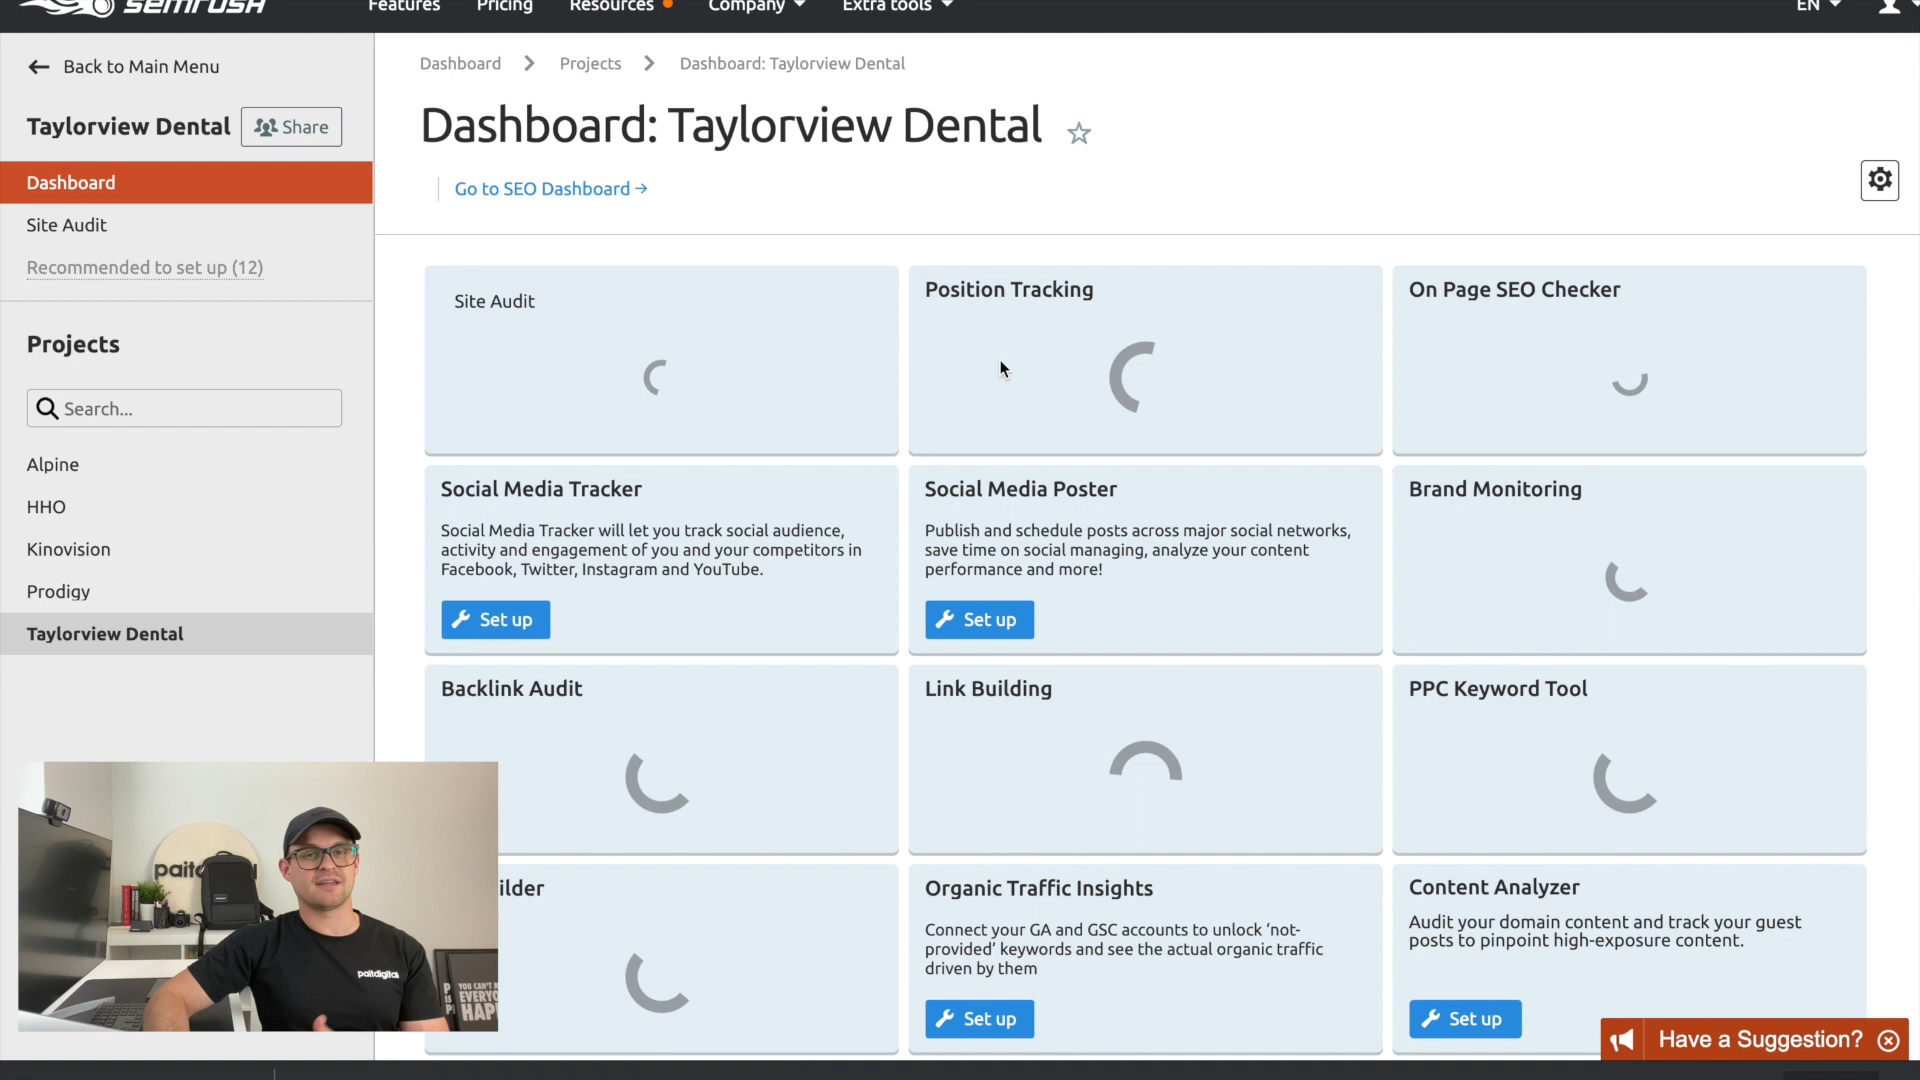 semrush
Features
Pricing
Resources
Company
Extra tools
EN
Back to Main Menu
Taylorview Dental
Share
Dashboard
Site Audit
Recommended to set up (12)
Projects
Search...
Alpine
HHO
Kinovision
Prodigy
Taylorview Dental
Dashboard
Projects
Dashboard: Taylorview Dental
Dashboard: Taylorview Dental
Go to SEO Dashboard →
Site Audit
Position Tracking
On Page SEO Checker
Social Media Tracker
Social Media Tracker will let you track social audience,
activity and engagement of you and your competitors in
Facebook, Twitter, Instagram and YouTube.
Set up
Social Media Poster
Publish and schedule posts across major social networks,
save time on social managing, analyze your content
performance and more!
Set up
Brand Monitoring
Backlink Audit
Link Building
PPC Keyword Tool
ilder
Organic Traffic Insights
Connect your GA and GSC accounts to unlock ‘not-
provided’ keywords and see the actual organic traffic
driven by them
Set up
Content Analyzer
Audit your domain content and track your guest
posts to pinpoint high-exposure content.
Set up
Have a Suggestion?
paitdigital
YOU CAN'T
EVERYO
HAP